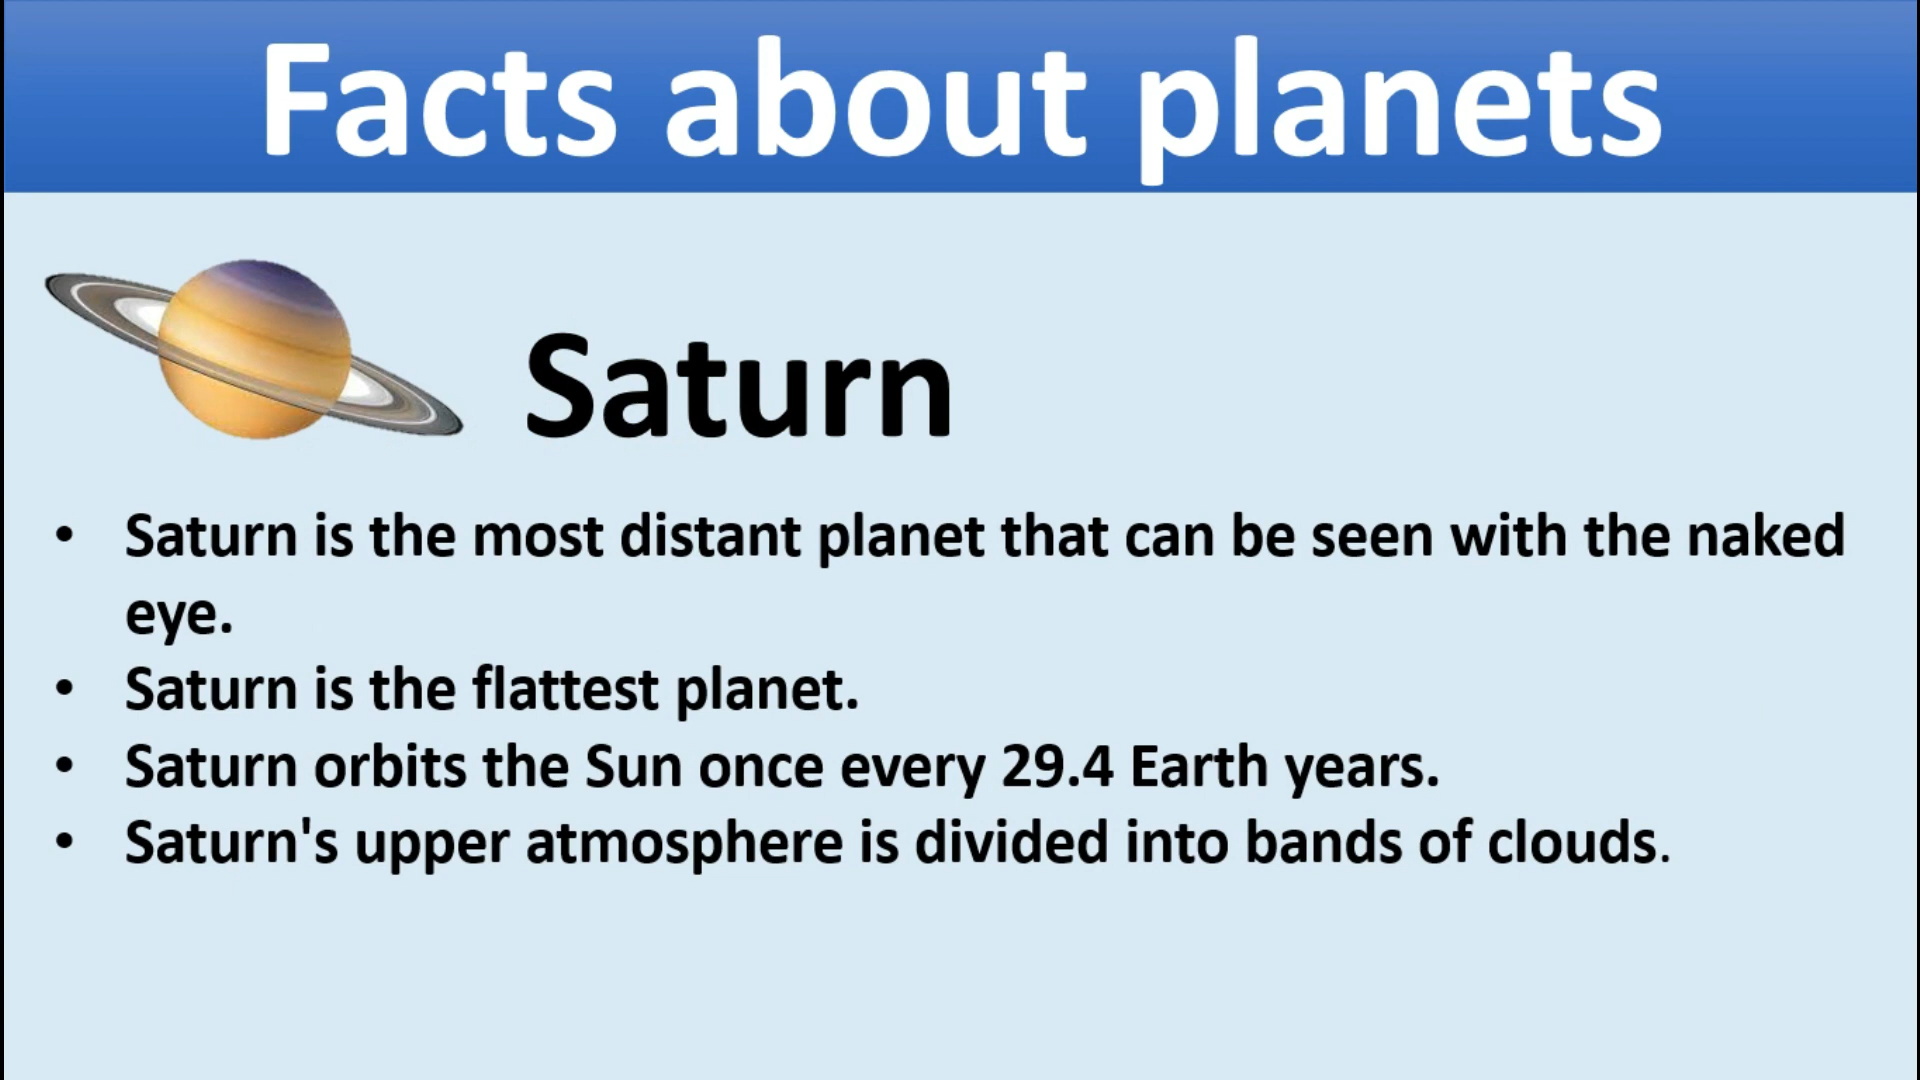 Facts about planets
Saturn
• Saturn is the most distant planet that can be seen with the naked
eye.
• Saturn is the flattest planet.
• Saturn orbits the Sun once every 29.4 Earth years.
• Saturn's upper atmosphere is divided into bands of clouds.